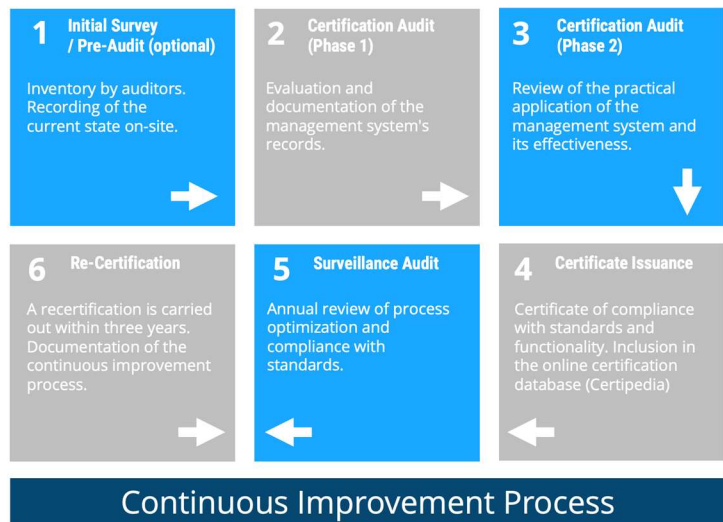 1
Initial Survey
/ Pre-Audit (optional)
Inventory by auditors.
Recording of the
current state on-site.
2
Certification Audit
(Phase 1)
Evaluation and
documentation of the
management system's
records.
3
Certification Audit
(Phase 2)
Review of the practical
application of the
management system and
its effectiveness.
6
Re-Certification
A recertification is carried
out within three years.
Documentation of the
continuous improvement
process.
5
Surveillance Audit
Annual review of process
optimization and
compliance with
standards.
4
Certificate Issuance
Certificate of compliance
with standards and
functionality. Inclusion in
the online certification
database (Certipedia)
Continuous Improvement Process